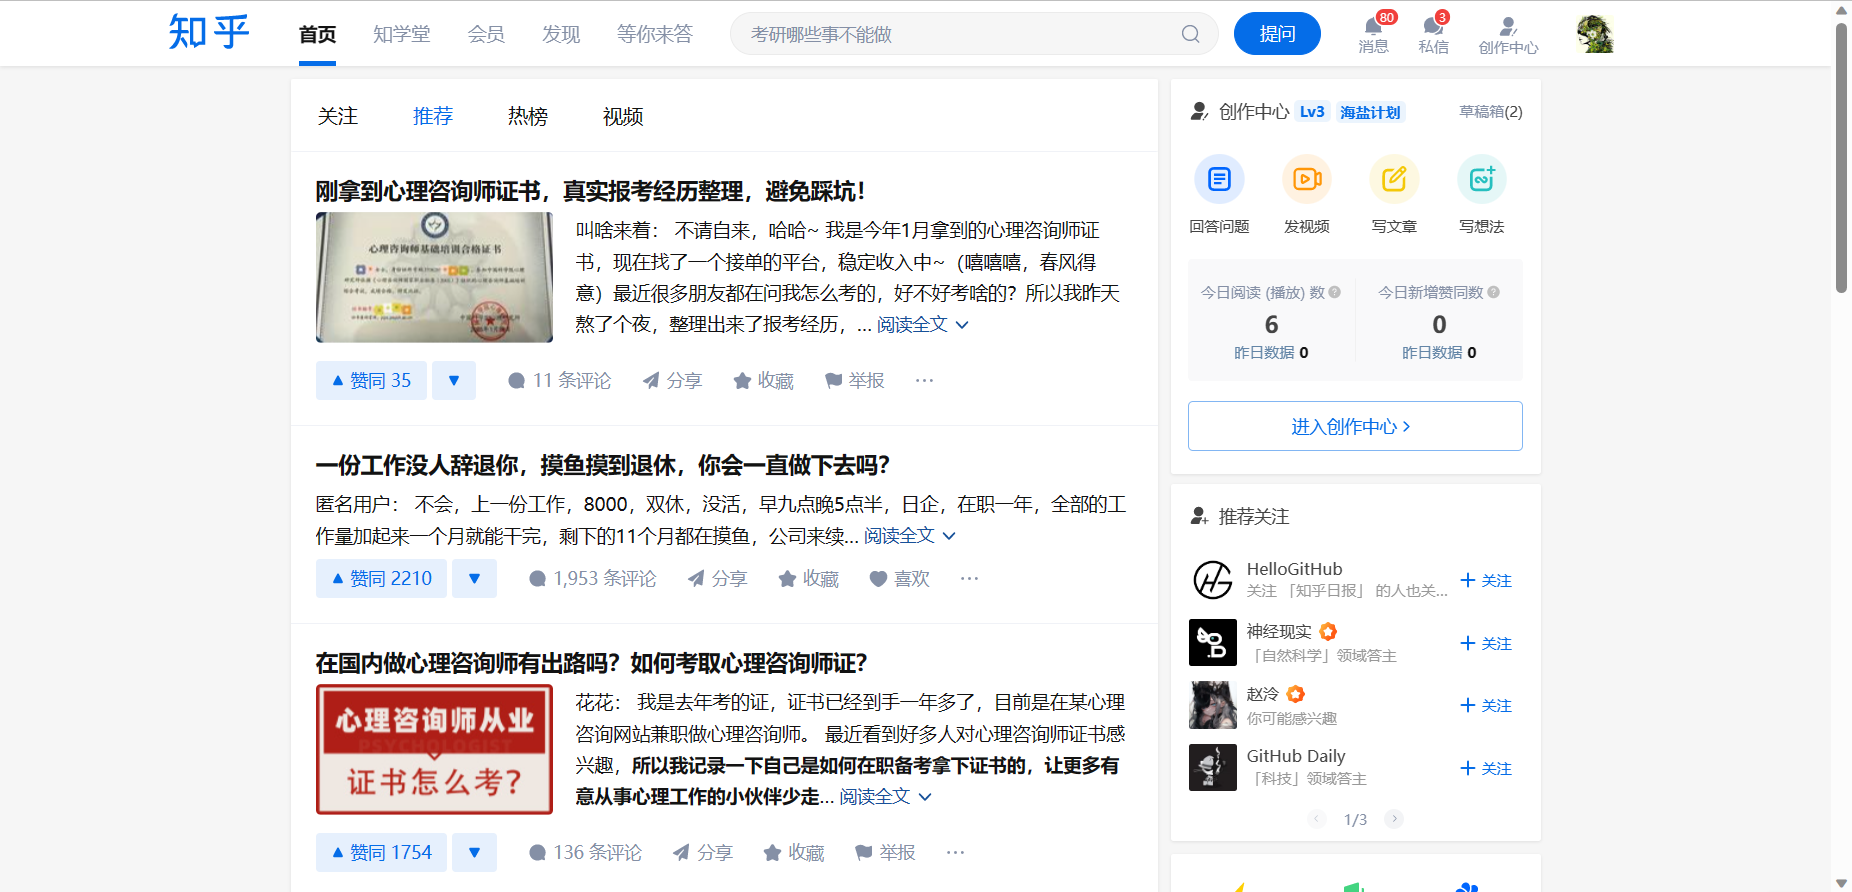 知乎
首页
知学堂
会员
发现
等你来答
考研哪些事不能做
提问
80
消息
3
私信
创作中心
关注
推荐
热榜
视频
刚拿到心理咨询师证书，真实报考经历整理，避免踩坑！
心理咨询师基础培训合格证书
叫啥来着： 不请自来，哈哈~ 我是今年1月拿到的心理咨询师证
书，现在找了一个接单的平台，稳定收入中~（嘻嘻嘻，春风得
意）最近很多朋友都在问我怎么考的，好不好考啥的？所以我昨天
熬了个夜，整理出来了报考经历，... 阅读全文
赞同 35
11 条评论
分享
收藏
举报
一份工作没人辞退你，摸鱼摸到退休，你会一直做下去吗？
匿名用户： 不会，上一份工作，8000，双休，没活，早九点晚5点半，日企，在职一年，全部的工
作量加起来一个月就能干完，剩下的11个月都在摸鱼，公司来续... 阅读全文
赞同 2210
1,953 条评论
分享
收藏
喜欢
在国内做心理咨询师有出路吗？如何考取心理咨询师证？
心理咨询师从业
PSYCHOLOGIST
证书怎么考？
花花： 我是去年考的证，证书已经到手一年多了，目前是在某心理
咨询网站兼职做心理咨询师。 最近看到好多人对心理咨询师证书感
兴趣，所以我记录一下自己是如何在职备考拿下证书的，让更多有
意从事心理工作的小伙伴少走... 阅读全文
赞同 1754
136 条评论
分享
收藏
举报
创作中心 Lv3 海盐计划
草稿箱(2)
回答问题
发视频
写文章
写想法
今日阅读 (播放) 数
6
昨日数据 0
今日新增赞同数
0
昨日数据 0
进入创作中心
推荐关注
HelloGitHub
关注「知乎日报」的人也关...
关注
神经现实
「自然科学」领域答主
关注
赵泠
你可能感兴趣
关注
GitHub Daily
「科技」领域答主
关注
1/3